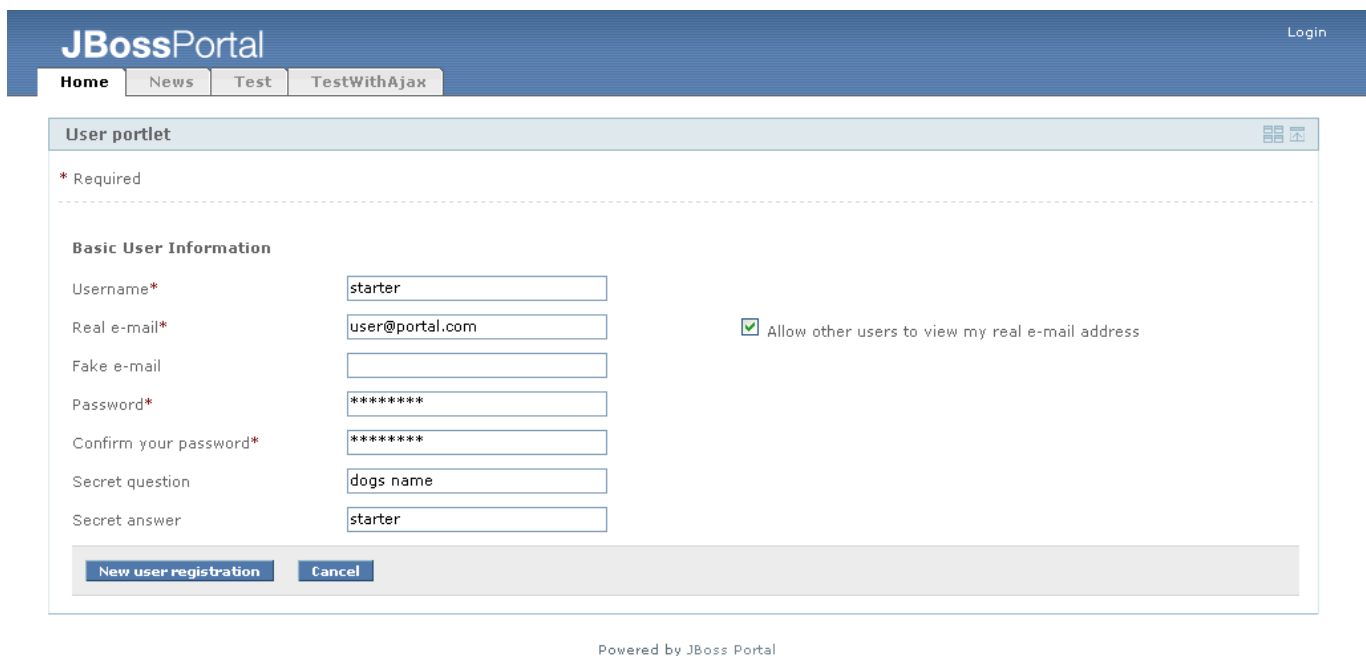 Login
JBossPortal
Home News Test TestWithAjax
User portlet
* Required
Basic User Information
Username* starter
Real e-mail* user@portal.com Allow other users to view my real e-mail address
Fake e-mail
Password* ********
Confirm your password* ********
Secret question dogs name
Secret answer starter
New user registration Cancel
Powered by JBoss Portal